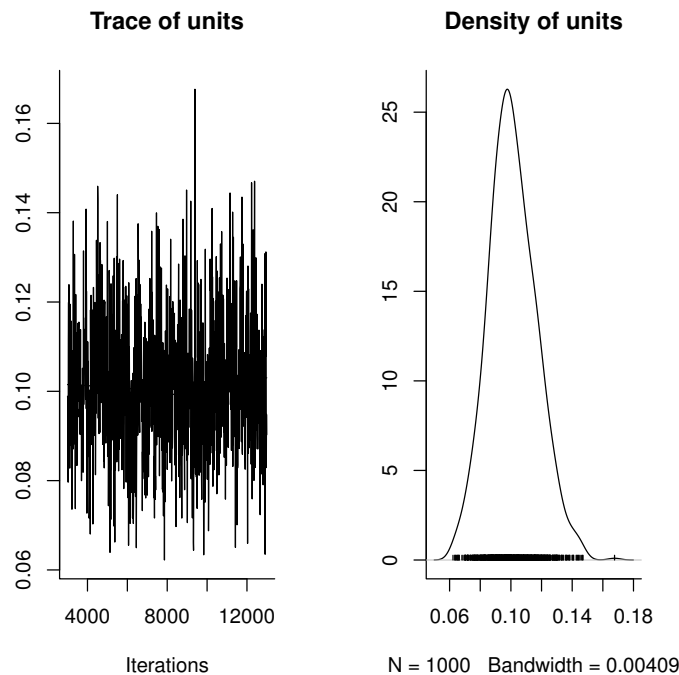 Trace of units
0.16
0.14
0.12
0.10
0.08
0.06
4000 8000 12000
Iterations
Density of units
25
20
15
10
5
0
0.06 0.10 0.14 0.18
N = 1000 Bandwidth = 0.00409